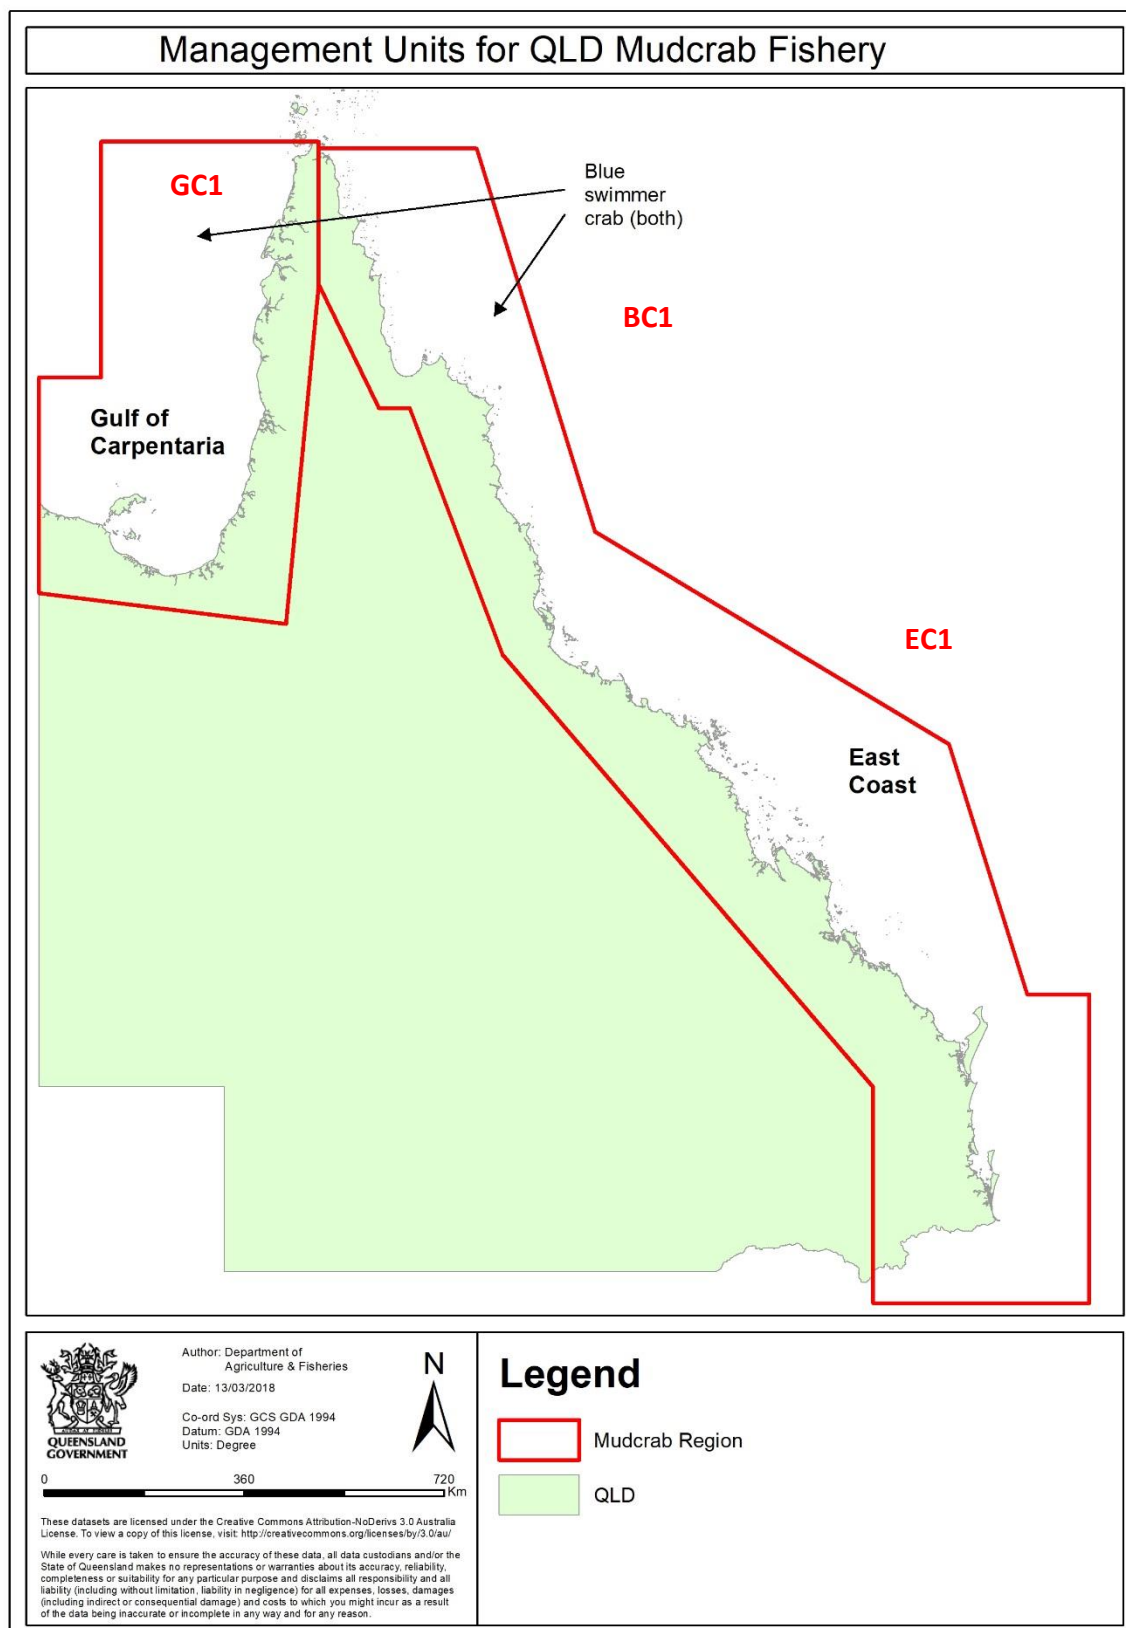 Management Units for QLD Mudcrab Fishery
GC1
Blue
swimmer
crab (both)
BC1
Gulf of
Carpentaria
EC1
East
Coast
QUEENSLAND
GOVERNMENT
Author: Department of
Agriculture & Fisheries
Date: 13/03/2018
Co-ord Sys: GCS GDA 1994
Datum: GDA 1994
Units: Degree
N
0 360 720
Km
These datasets are licensed under the Creative Commons Attribution-NoDerivs 3.0 Australia
License. To view a copy of this license, visit: http://creativecommons.org/licenses/by/3.0/au/
While every care is taken to ensure the accuracy of these data, all data custodians and/or the
State of Queensland makes no representations or warranties about its accuracy, reliability,
completeness or suitability for any particular purpose and disclaims all responsibility and all
liability (including without limitation, liability in negligence) for all expenses, losses, damages
(including indirect or consequential damage) and costs to which you might incur as a result
of the data being inaccurate or incomplete in any way and for any reason.
Legend
Mudcrab Region
QLD